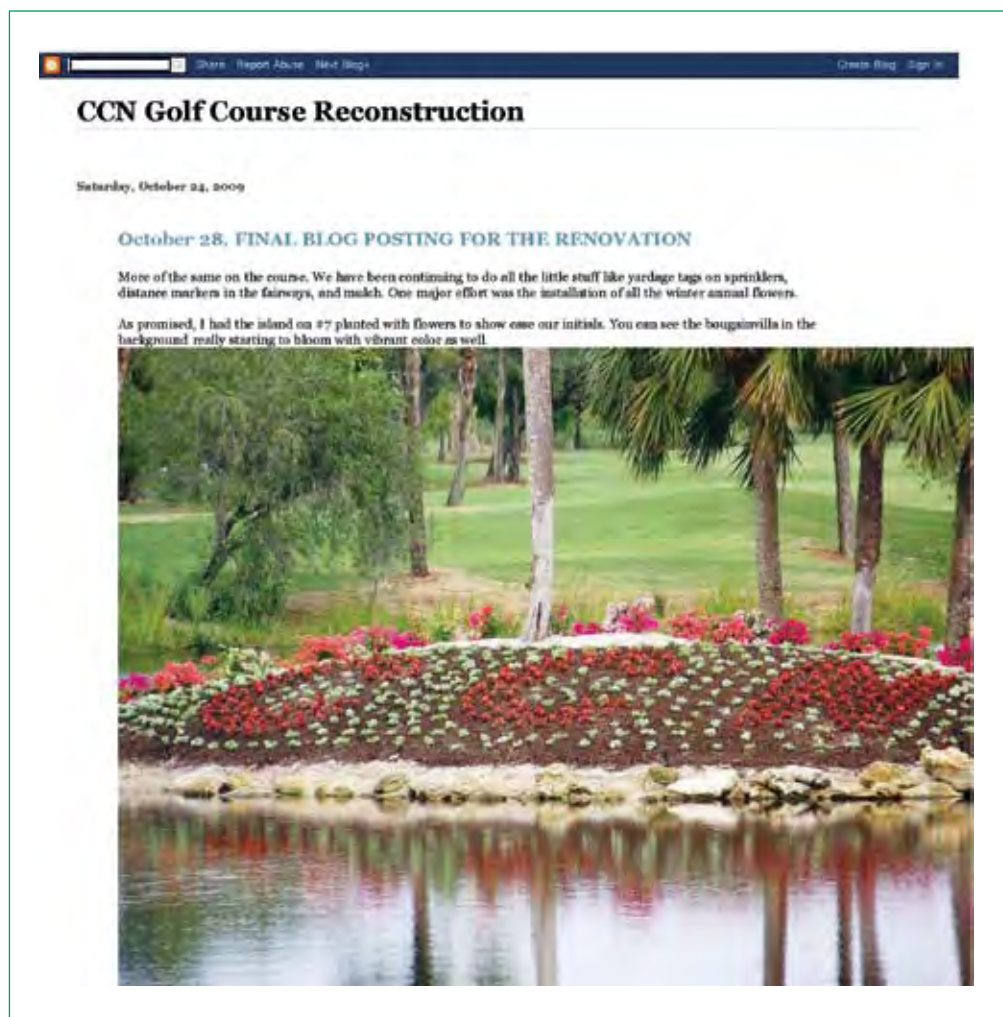 Share Report Abuse Next Blog» Create Blog Sign In
CCN Golf Course Reconstruction
Saturday, October 24, 2009
October 28, FINAL BLOG POSTING FOR THE RENOVATION
More of the same on the course. We have been continuing to do all the little stuff like yardage tags on sprinklers,
distance markers in the fairways, and mulch. One major effort was the installation of all the winter annual flowers.
As promised, I had the island on #7 planted with flowers to show case our initials. You can see the bougainvilla in the
background really starting to bloom with vibrant color as well.
CCN